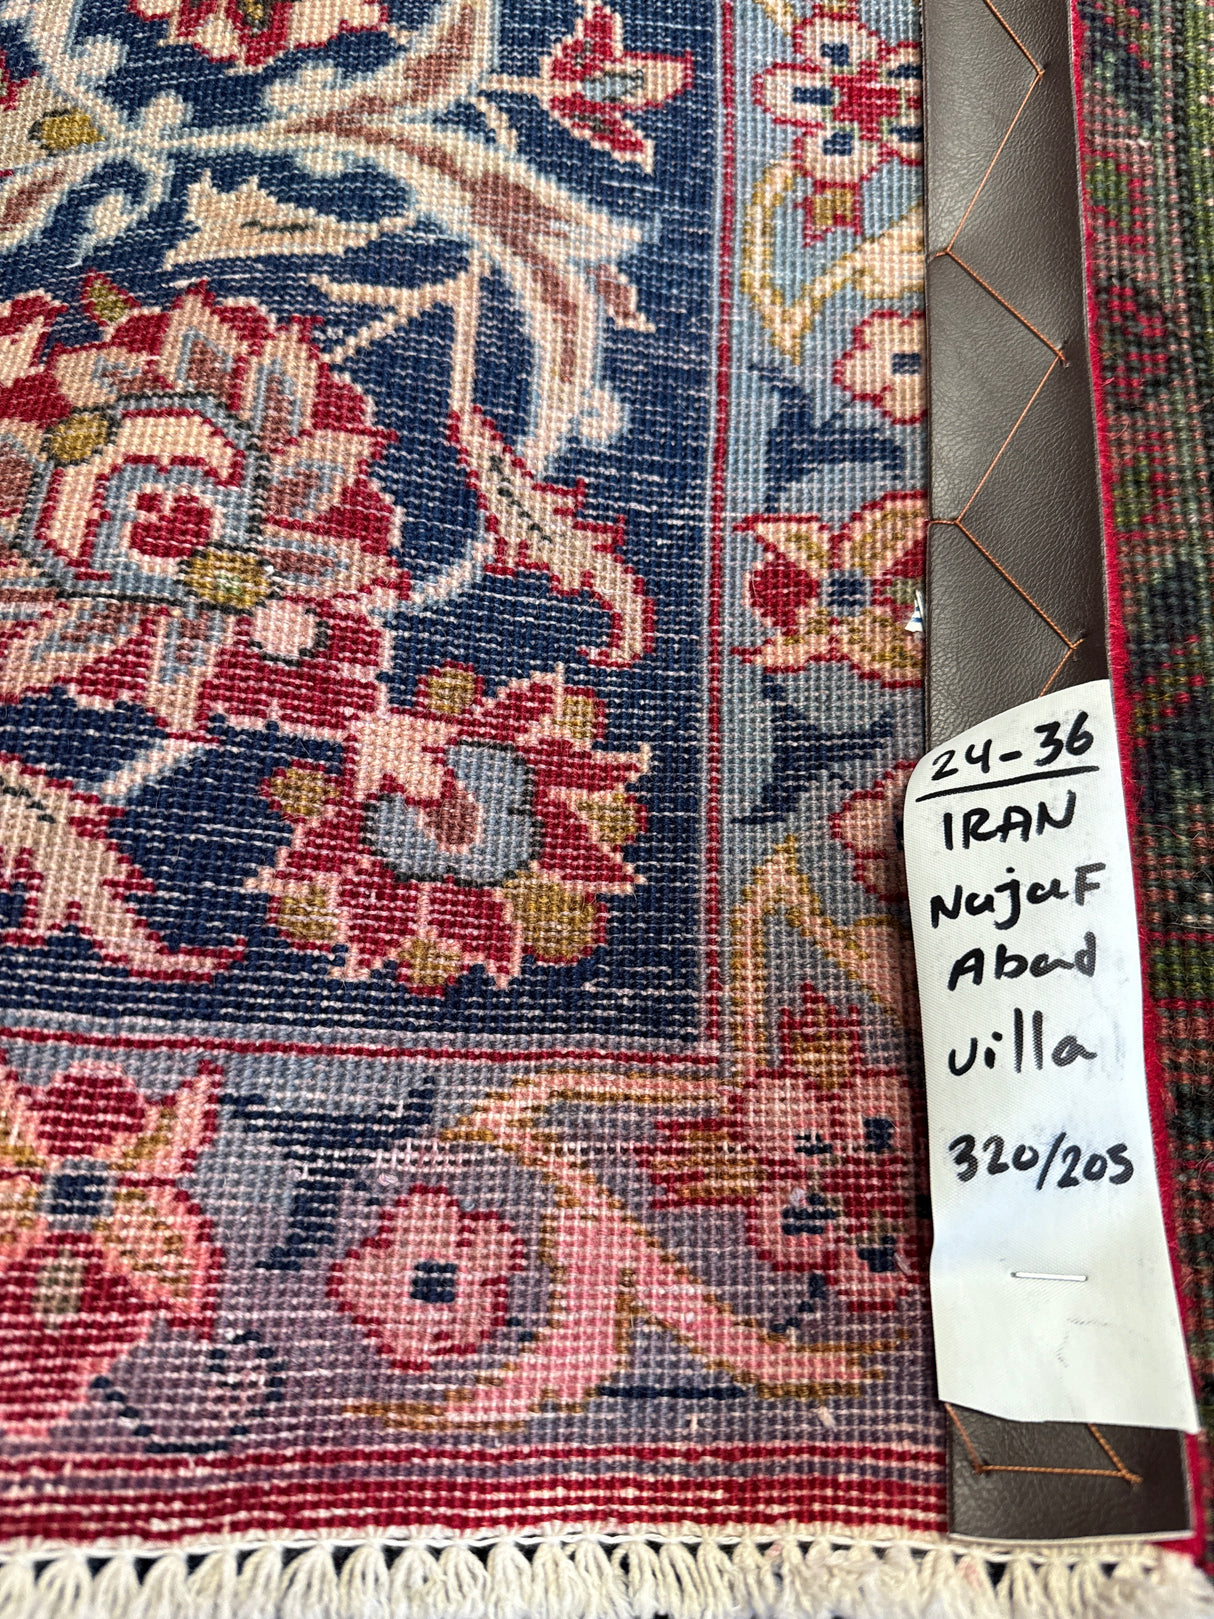 24-36
IRAN
NajaF
Abad
Villa
320/205